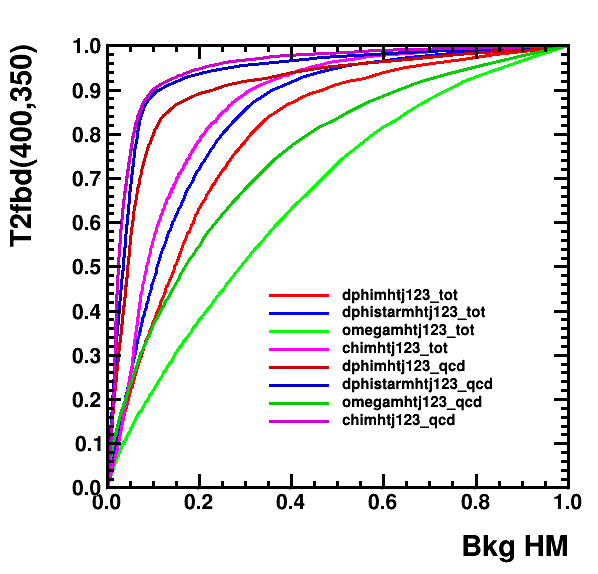 T2fbd(400,350)
1.0
0.9
0.8
0.7
0.6
0.5
0.4
0.3
0.2
0.1
0.0
dphimhtj123_tot
dphistarmhtj123_tot
omegamhtj123_tot
chimhtj123_tot
dphimhtj123_qcd
dphistarmhtj123_qcd
omegamhtj123_qcd
chimhtj123_qcd
0.0 0.2 0.4 0.6 0.8 1.0
Bkg HM